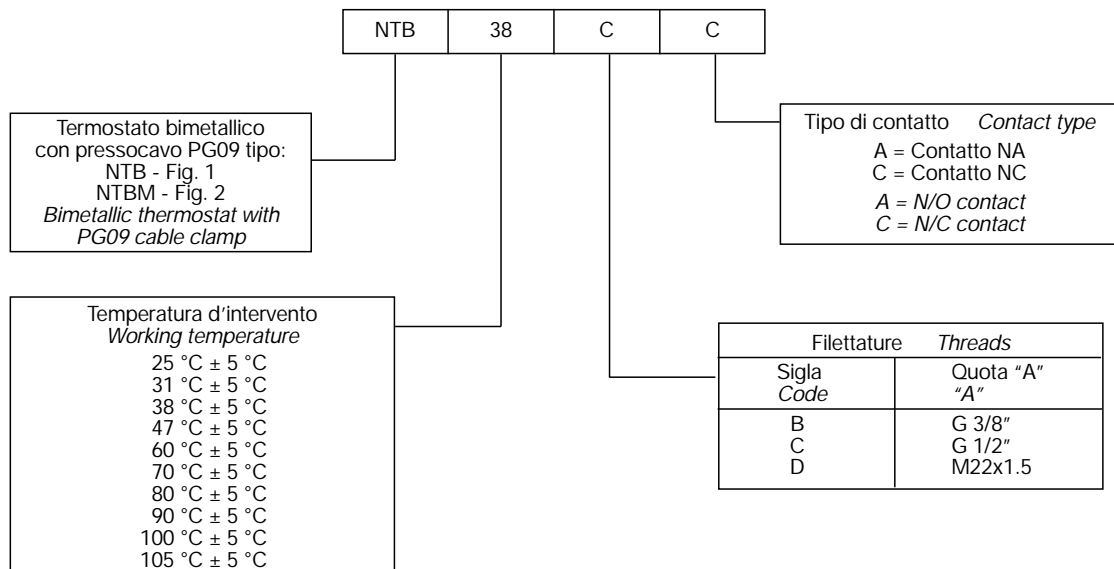 NTB 38 C C
Termostato bimetallico
con pressocavo PG09 tipo:
NTB - Fig. 1
NTBM - Fig. 2
Bimetallic thermostat with
PG09 cable clamp
Tipo di contatto Contact type
A = Contatto NA
C = Contatto NC
A = N/O contact
C = N/C contact
Temperatura d'intervento
Working temperature
25 °C ± 5 °C
31 °C ± 5 °C
38 °C ± 5 °C
47 °C ± 5 °C
60 °C ± 5 °C
70 °C ± 5 °C
80 °C ± 5 °C
90 °C ± 5 °C
100 °C ± 5 °C
105 °C ± 5 °C
Filettature Threads
Sigla Quota "A"
Code "A"
B G 3/8"
C G 1/2"
D M22x1.5